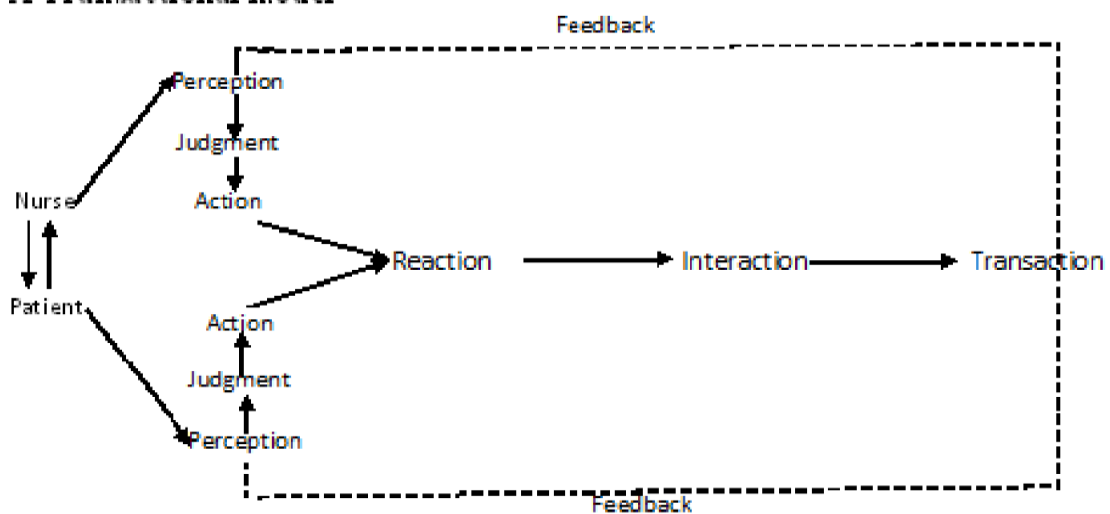 Feedback
Perception
Judgment
Nurse
Action
Reaction
Interaction
Transaction
Patient
Action
Judgment
Perception
Feedback